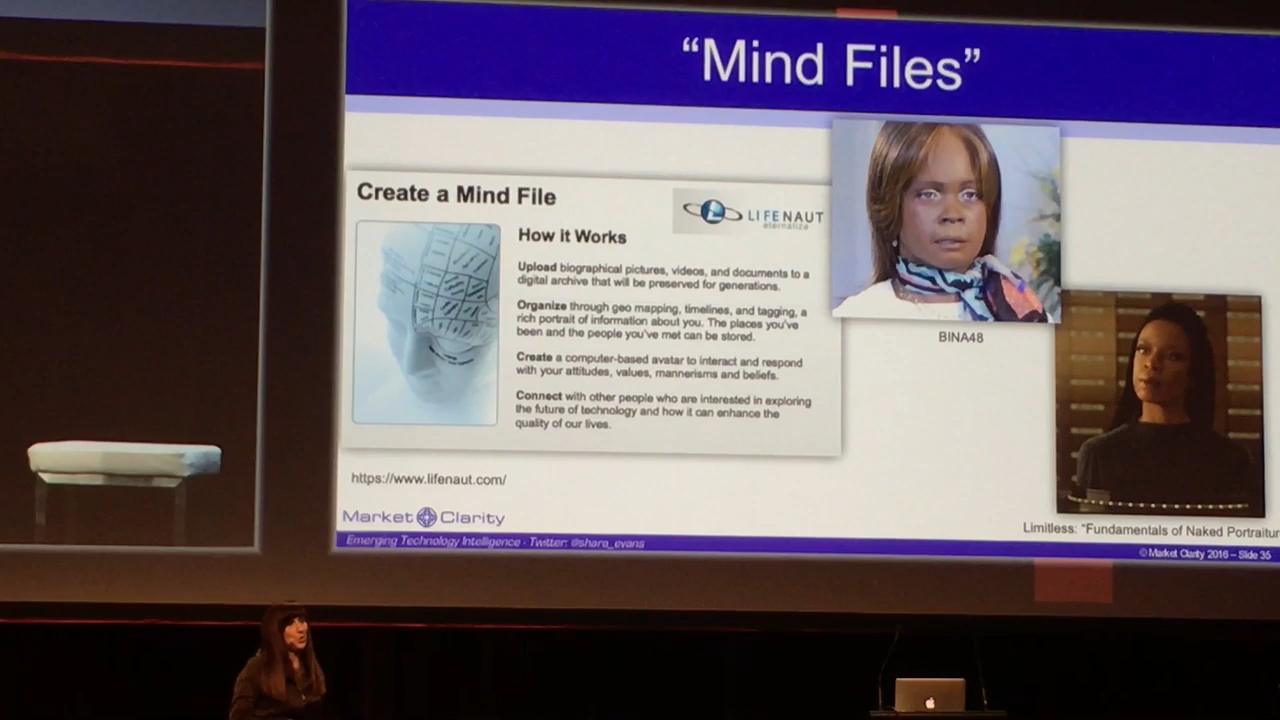 “Mind Files”
Create a Mind File
LIFENAUT
eternalize
How it Works
Upload biographical pictures, videos, and documents to a
digital archive that will be preserved for generations.
Organize through geo mapping, timelines, and tagging, a
rich portrait of information about you. The places you've
been and the people you've met can be stored.
Create a computer-based avatar to interact and respond
with your attitudes, values, mannerisms and beliefs.
Connect with other people who are interested in exploring
the future of technology and how it can enhance the
quality of our lives.
BINA48
https://www.lifenaut.com/
Limitless: “Fundamentals of Naked Portraitur
Market Clarity
Emerging Technology Intelligence - Twitter: @shara_evans
© Market Clarity 2016 – Slide 35